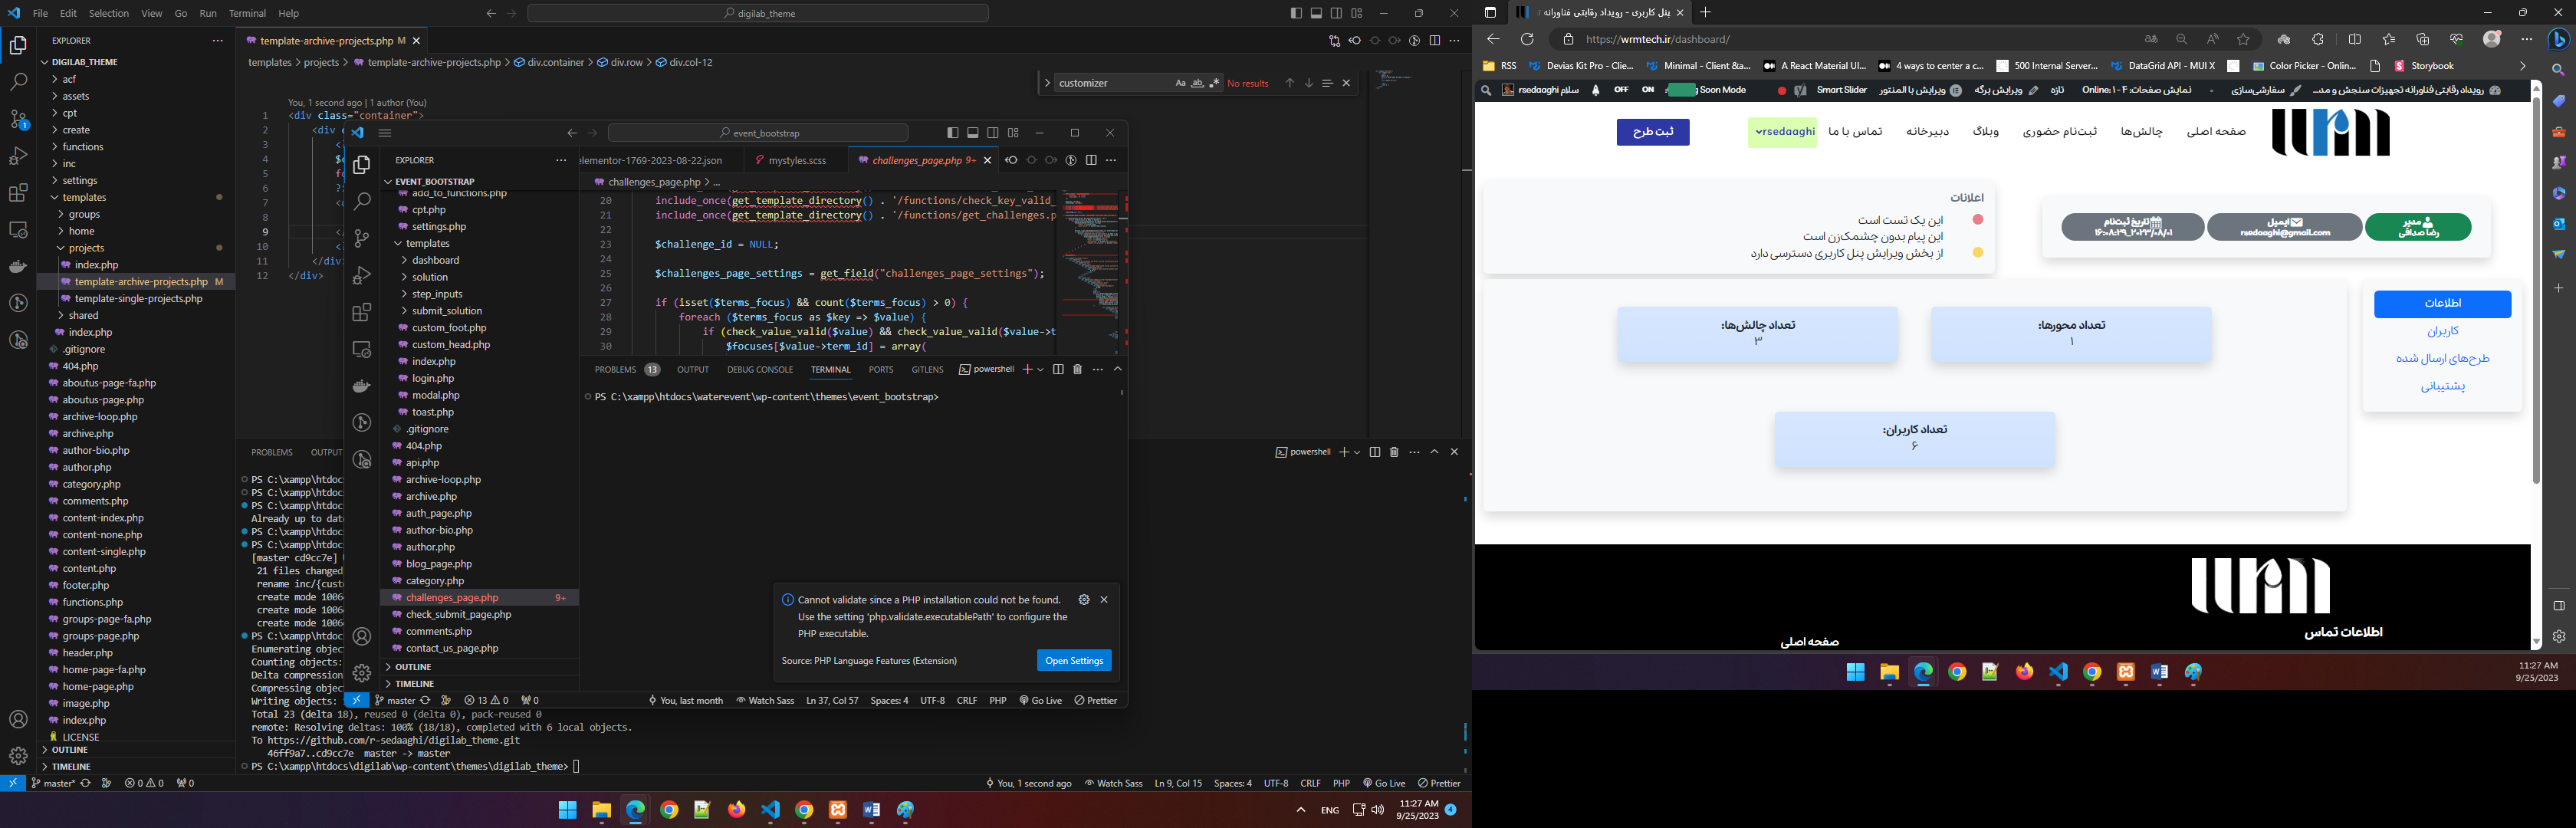 File Edit Selection View Go Run Terminal Help
digilab_theme
EXPLORER
DIGILAB_THEME
acf
assets
cpt
create
functions
inc
settings
templates
groups
home
projects
index.php
template-archive-projects.php M
template-single-projects.php
shared
index.php
.gitignore
404.php
aboutus-page-fa.php
aboutus-page.php
archive-loop.php
archive.php
author-bio.php
author.php
category.php
comments.php
content-index.php
content-none.php
content-single.php
content.php
footer.php
functions.php
groups-page-fa.php
groups-page.php
header.php
home-page-fa.php
home-page.php
image.php
index.php
LICENSE
OUTLINE
TIMELINE
template-archive-projects.php M
templates > projects > template-archive-projects.php > div.container > div.row > div.col-12
customizer Aa ab No results
You, 1 second ago | 1 author (You)
1 <div class="container">
2 <div c
3 <
4 $
5 fo
6 ?
7 <
8
9 </
10 <
11 </di
12 </div>
event_bootstrap
EXPLORER
EVENT_BOOTSTRAP
add_to_functions.php
cpt.php
settings.php
templates
dashboard
solution
step_inputs
submit_solution
custom_foot.php
custom_head.php
index.php
login.php
modal.php
toast.php
.gitignore
404.php
api.php
archive-loop.php
archive.php
auth_page.php
author-bio.php
author.php
blog_page.php
category.php
challenges_page.php 9+
check_submit_page.php
comments.php
contact_us_page.php
OUTLINE
TIMELINE
elementor-1769-2023-08-22.json mystyles.scss challenges_page.php 9+
challenges_page.php > ...
20 include_once(get_template_directory() . '/functions/check_key_valid_
21 include_once(get_template_directory() . '/functions/get_challenges.p
22
23 $challenge_id = NULL;
24
25 $challenges_page_settings = get_field("challenges_page_settings");
26
27 if (isset($terms_focus) && count($terms_focus) > 0) {
28 foreach ($terms_focus as $key => $value) {
29 if (check_value_valid($value) && check_value_valid($value->t
30 $focuses[$value->term_id] = array(
PROBLEMS 13 OUTPUT DEBUG CONSOLE TERMINAL PORTS GITLENS powershell
PS C:\xampp\htdocs\waterevent\wp-content\themes\event_bootstrap>
Cannot validate since a PHP installation could not be found.
Use the setting 'php.validate.executablePath' to configure the
PHP executable.
Source: PHP Language Features (Extension) Open Settings
master 13 0 0 You, last month Watch Sass Ln 37, Col 57 Spaces: 4 UTF-8 CRLF PHP Go Live Prettier
PROBLEMS OUTPUT powershell
PS C:\xampp\htdoc
PS C:\xampp\htdoc
PS C:\xampp\htdoc
Already up to dat
PS C:\xampp\htdoc
PS C:\xampp\htdoc
[master cd9cc7e]
21 files changed
rename inc/{custo
create mode 1006
create mode 1006
create mode 1006
PS C:\xampp\htdoc
Enumerating objec
Counting objects:
Delta compression
Compressing objec
Writing objects:
Total 23 (delta 18), reused 0 (delta 0), pack-reused 0
remote: Resolving deltas: 100% (18/18), completed with 6 local objects.
To https://github.com/r-sedaaghi/digilab_theme.git
46ff9a7..cd9cc7e master -> master
PS C:\xampp\htdocs\digilab\wp-content\themes\digilab_theme>
master* 0 0 0 You, 1 second ago Watch Sass Ln 9, Col 15 Spaces: 4 UTF-8 CRLF PHP Go Live Prettier
ENG 11:27 AM 4
9/25/2023
پنل کاربری - رویداد رقابتی فناورانه
https://wrmtech.ir/dashboard/
RSS Devias Kit Pro - Clie... Minimal - Client &a... A React Material UI... 4 ways to center a c... 500 Internal Server... DataGrid API - MUI X Color Picker - Onlin... Storybook
رویداد رقابتی فناورانه تجهیزات سنجش و مد... سفارشی‌سازی نمایش صفحات: ۴ - Online: ۱ تازه ویرایش برگه ویرایش با المنتور Smart Slider g Soon Mode ON OFF سلام rsedaaghi
صفحه اصلی چالش‌ها ثبت‌نام حضوری وبلاگ دبیرخانه تماس با ما rsedaaghi ثبت طرح
مدیر
رضا صداقی
ایمیل
rsedaaghi@gmail.com
تاریخ ثبت‌نام
۲۰۲۳/۰۸/۰۱_۱۶:۰۸:۲۹
اعلانات
این یک تست است
این پیام بدون چشمک‌زن است
از بخش ویرایش پنل کاربری دسترسی دارد
اطلاعات
کاربران
طرح‌های ارسال شده
پشتیبانی
تعداد محورها:
۱
تعداد چالش‌ها:
۳
تعداد کاربران:
۶
اطلاعات تماس
صفحه اصلی
11:27 AM
9/25/2023